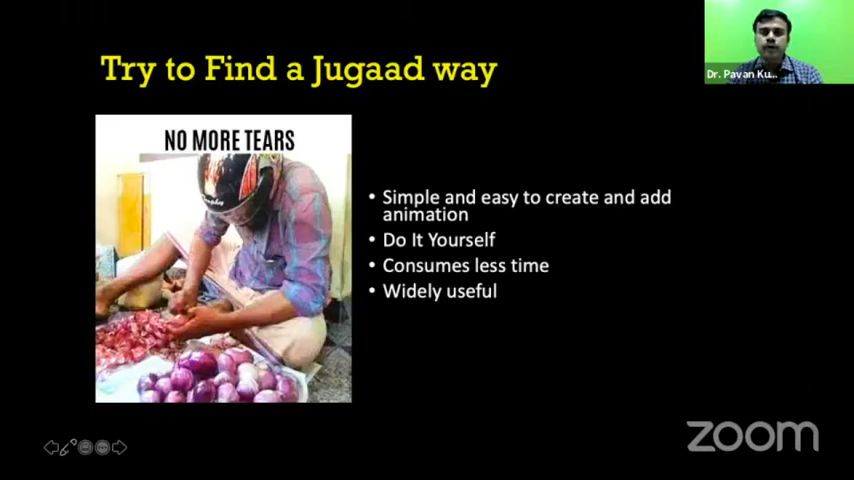 Try to Find a Jugaad way
Dr. Pavan Ku...
NO MORE TEARS
• Simple and easy to create and add
animation
• Do It Yourself
• Consumes less time
• Widely useful
zoom